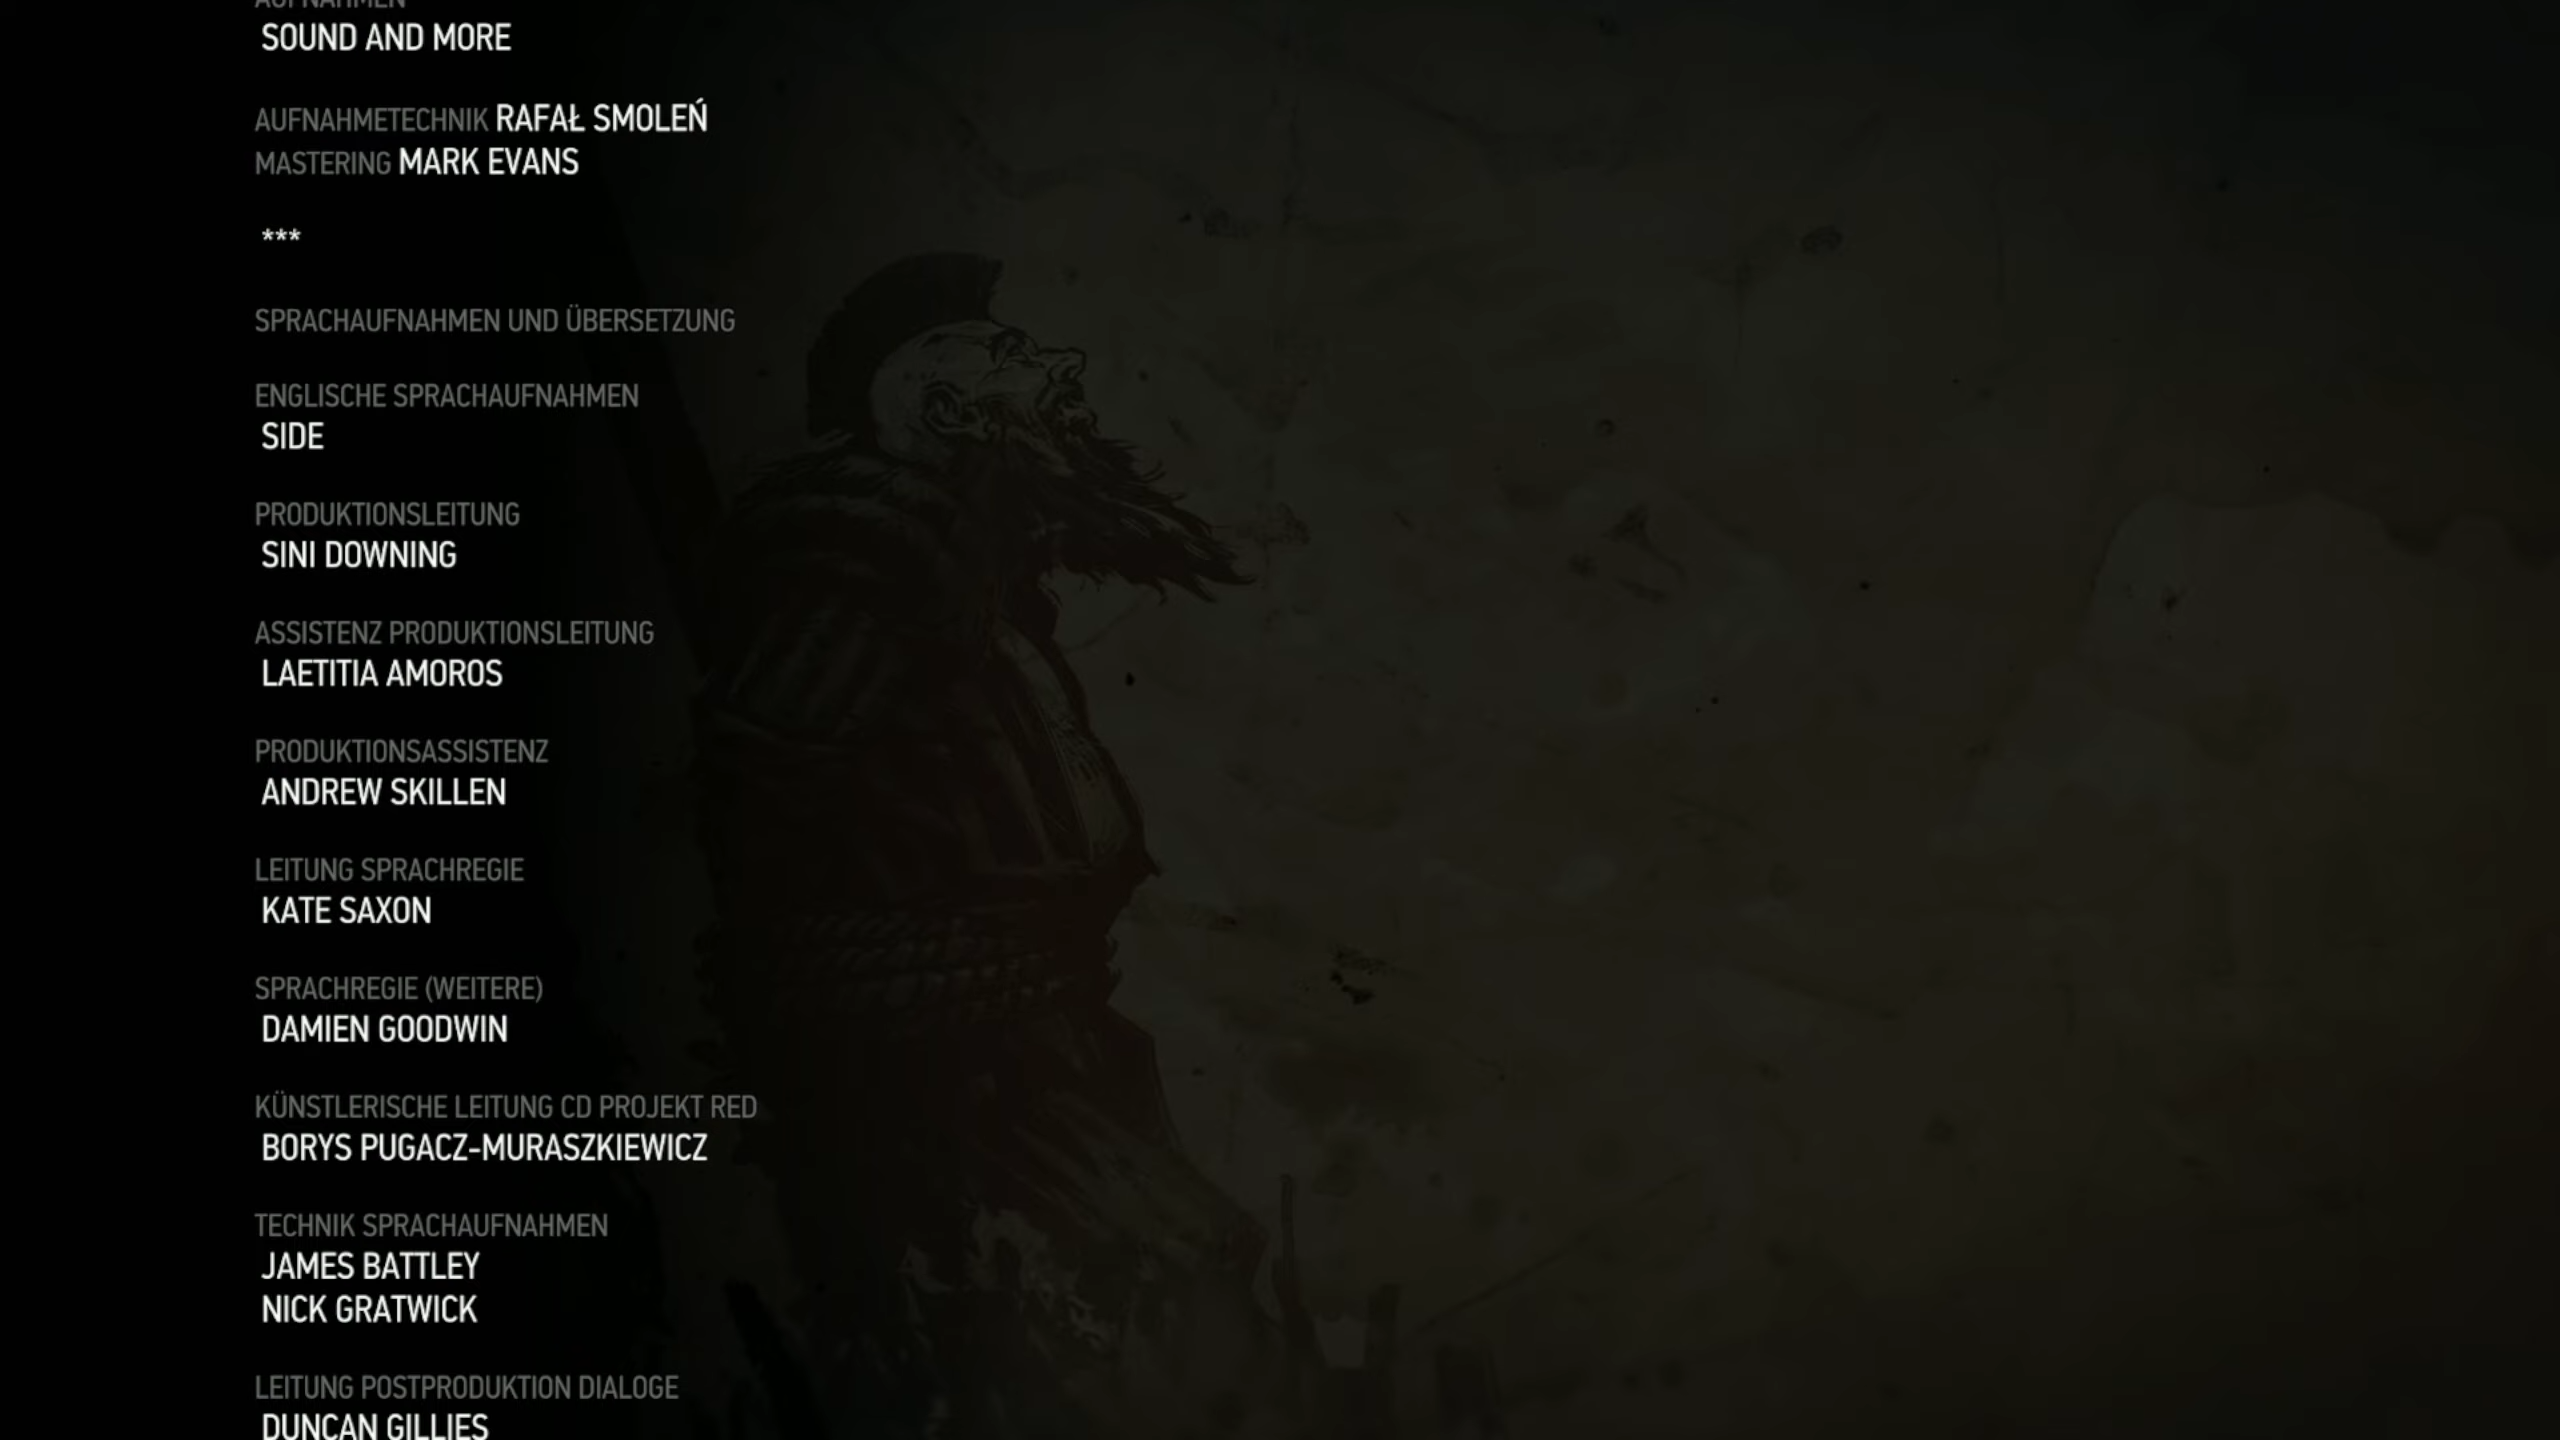 AUFNAHMEN
SOUND AND MORE
AUFNAHMETECHNIK RAFAŁ SMOLEŃ
MASTERING MARK EVANS
***
SPRACHAUFNAHMEN UND ÜBERSETZUNG
ENGLISCHE SPRACHAUFNAHMEN
SIDE
PRODUKTIONSLEITUNG
SINI DOWNING
ASSISTENZ PRODUKTIONSLEITUNG
LAETITIA AMOROS
PRODUKTIONSASSISTENZ
ANDREW SKILLEN
LEITUNG SPRACHREGIE
KATE SAXON
SPRACHREGIE (WEITERE)
DAMIEN GOODWIN
KÜNSTLERISCHE LEITUNG CD PROJEKT RED
BORYS PUGACZ-MURASZKIEWICZ
TECHNIK SPRACHAUFNAHMEN
JAMES BATTLEY
NICK GRATWICK
LEITUNG POSTPRODUKTION DIALOGE
DUNCAN GILLIES